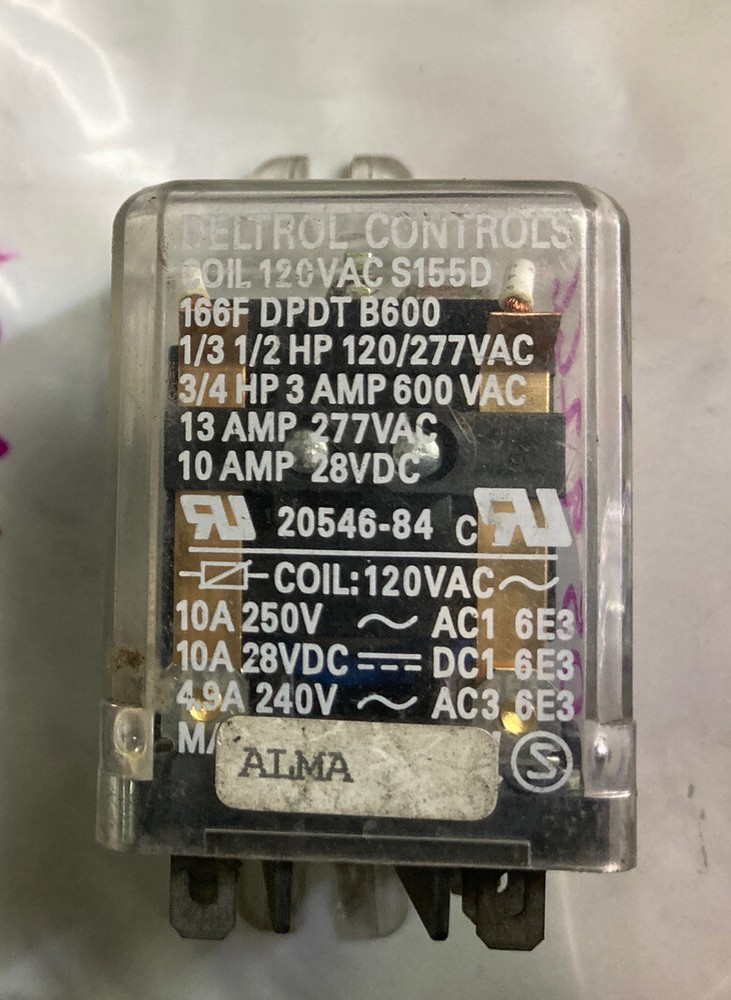 DELTROL CONTROLS
COIL 120VAC S155D
166F DPDT B600
1/3 1/2 HP 120/277VAC
3/4 HP 3 AMP 600 VAC
13 AMP 277VAC
10 AMP 28VDC
20546-84 C
COIL:120VAC
10A 250V AC1 6E3
10A 28VDC DC1 6E3
4.9A 240V AC3 6E3
ALMA
S